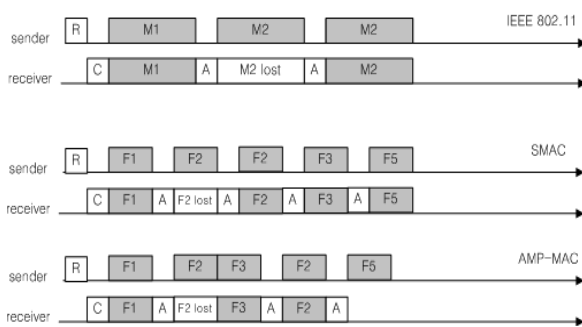 IEEE 802.11
sender R M1 M2 M2
receiver C M1 A M2 lost A M2
SMAC
sender R F1 F2 F2 F3 F5
receiver C F1 A F2 lost A F2 A F3 A F5
AMP-MAC
sender R F1 F2 F3 F2 F5
receiver C F1 A F2 lost F3 A F2 A